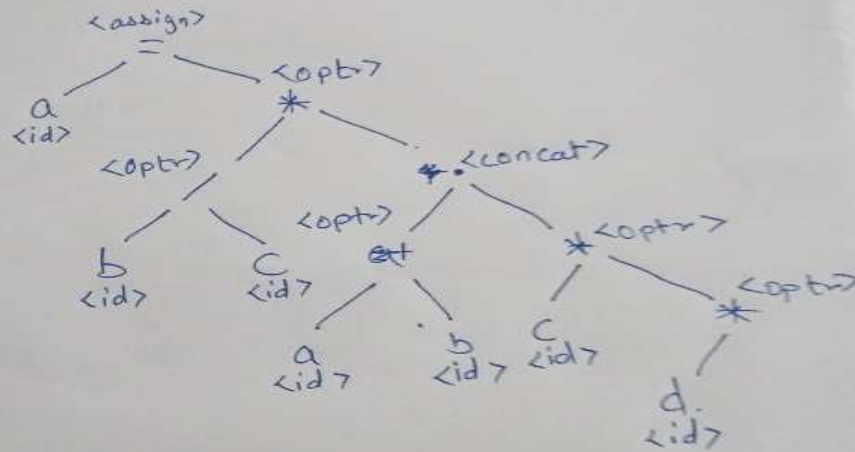 <assign>
=
<optr>
*
a
<id>
<optr>
/
. <concat>
b
<id>
c
<id>
<optr>
+
* <optr>
a
<id>
b
<id>
c
<id>
<optr>
*
d.
<id>